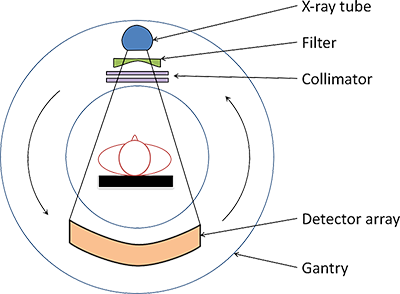 X-ray tube
Filter
Collimator
Detector array
Gantry